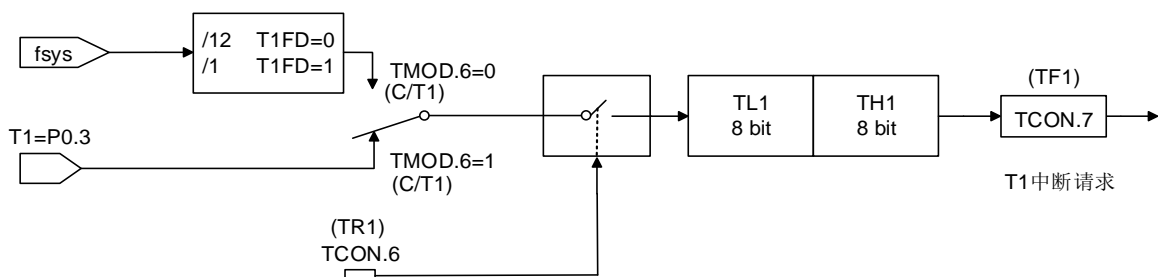 fsys
/12 T1FD=0
/1 T1FD=1
TMOD.6=0
(C/T1)
T1=P0.3
TMOD.6=1
(C/T1)
(TR1)
TCON.6
TL1
8 bit
TH1
8 bit
(TF1)
TCON.7
T1中断请求